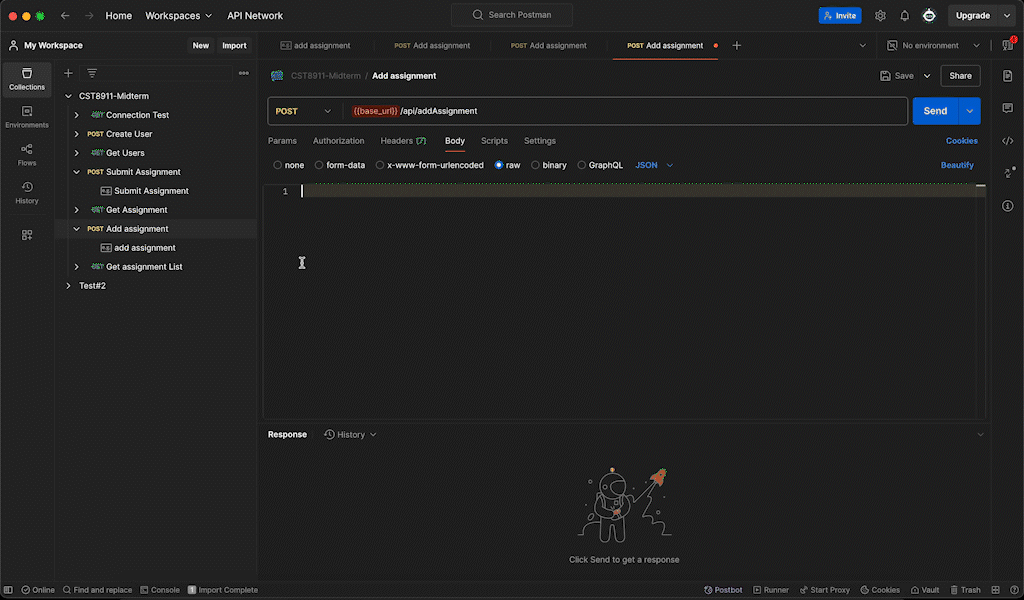 Home Workspaces API Network Search Postman Invite Upgrade
My Workspace New Import add assignment POST Add assignment POST Add assignment POST Add assignment No environment
Collections
Environments
Flows
History
CST8911-Midterm
GET Connection Test
POST Create User
GET Get Users
POST Submit Assignment
Submit Assignment
GET Get Assignment
POST Add assignment
add assignment
GET Get assignment List
Test#2
CST8911-Midterm / Add assignment Save Share
POST {{base_url}} /api/addAssignment Send
Params Authorization Headers (7) Body Scripts Settings Cookies
none form-data x-www-form-urlencoded raw binary GraphQL JSON Beautify
1
Response History
Click Send to get a response
Online Find and replace Console 1 Import Complete Postbot Runner Start Proxy Cookies Vault Trash